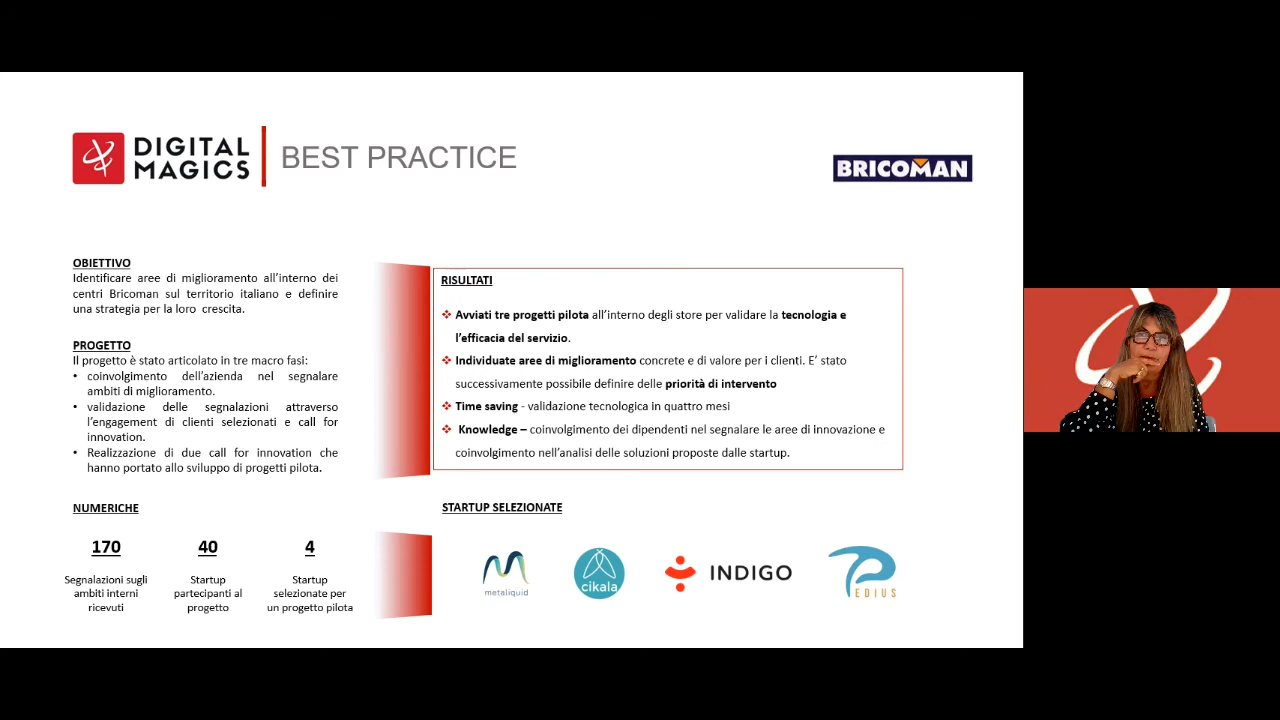 DIGITAL
MAGICS
BEST PRACTICE
BRICOMAN
OBIETTIVO
Identificare aree di miglioramento all’interno dei
centri Bricoman sul territorio italiano e definire
una strategia per la loro crescita.
PROGETTO
Il progetto è stato articolato in tre macro fasi:
• coinvolgimento dell’azienda nel segnalare
ambiti di miglioramento.
• validazione delle segnalazioni attraverso
l’engagement di clienti selezionati e call for
innovation.
• Realizzazione di due call for innovation che
hanno portato allo sviluppo di progetti pilota.
RISULTATI
❖ Avviati tre progetti pilota all’interno degli store per validare la tecnologia e
l’efficacia del servizio.
❖ Individuate aree di miglioramento concrete e di valore per i clienti. E’ stato
successivamente possibile definire delle priorità di intervento
❖ Time saving - validazione tecnologica in quattro mesi
❖ Knowledge – coinvolgimento dei dipendenti nel segnalare le aree di innovazione e
coinvolgimento nell’analisi delle soluzioni proposte dalle startup.
NUMERICHE
170
Segnalazioni sugli
ambiti interni
ricevuti
40
Startup
partecipanti al
progetto
4
Startup
selezionate per
un progetto pilota
STARTUP SELEZIONATE
metaliquid
cikala
INDIGO
PEDIUS